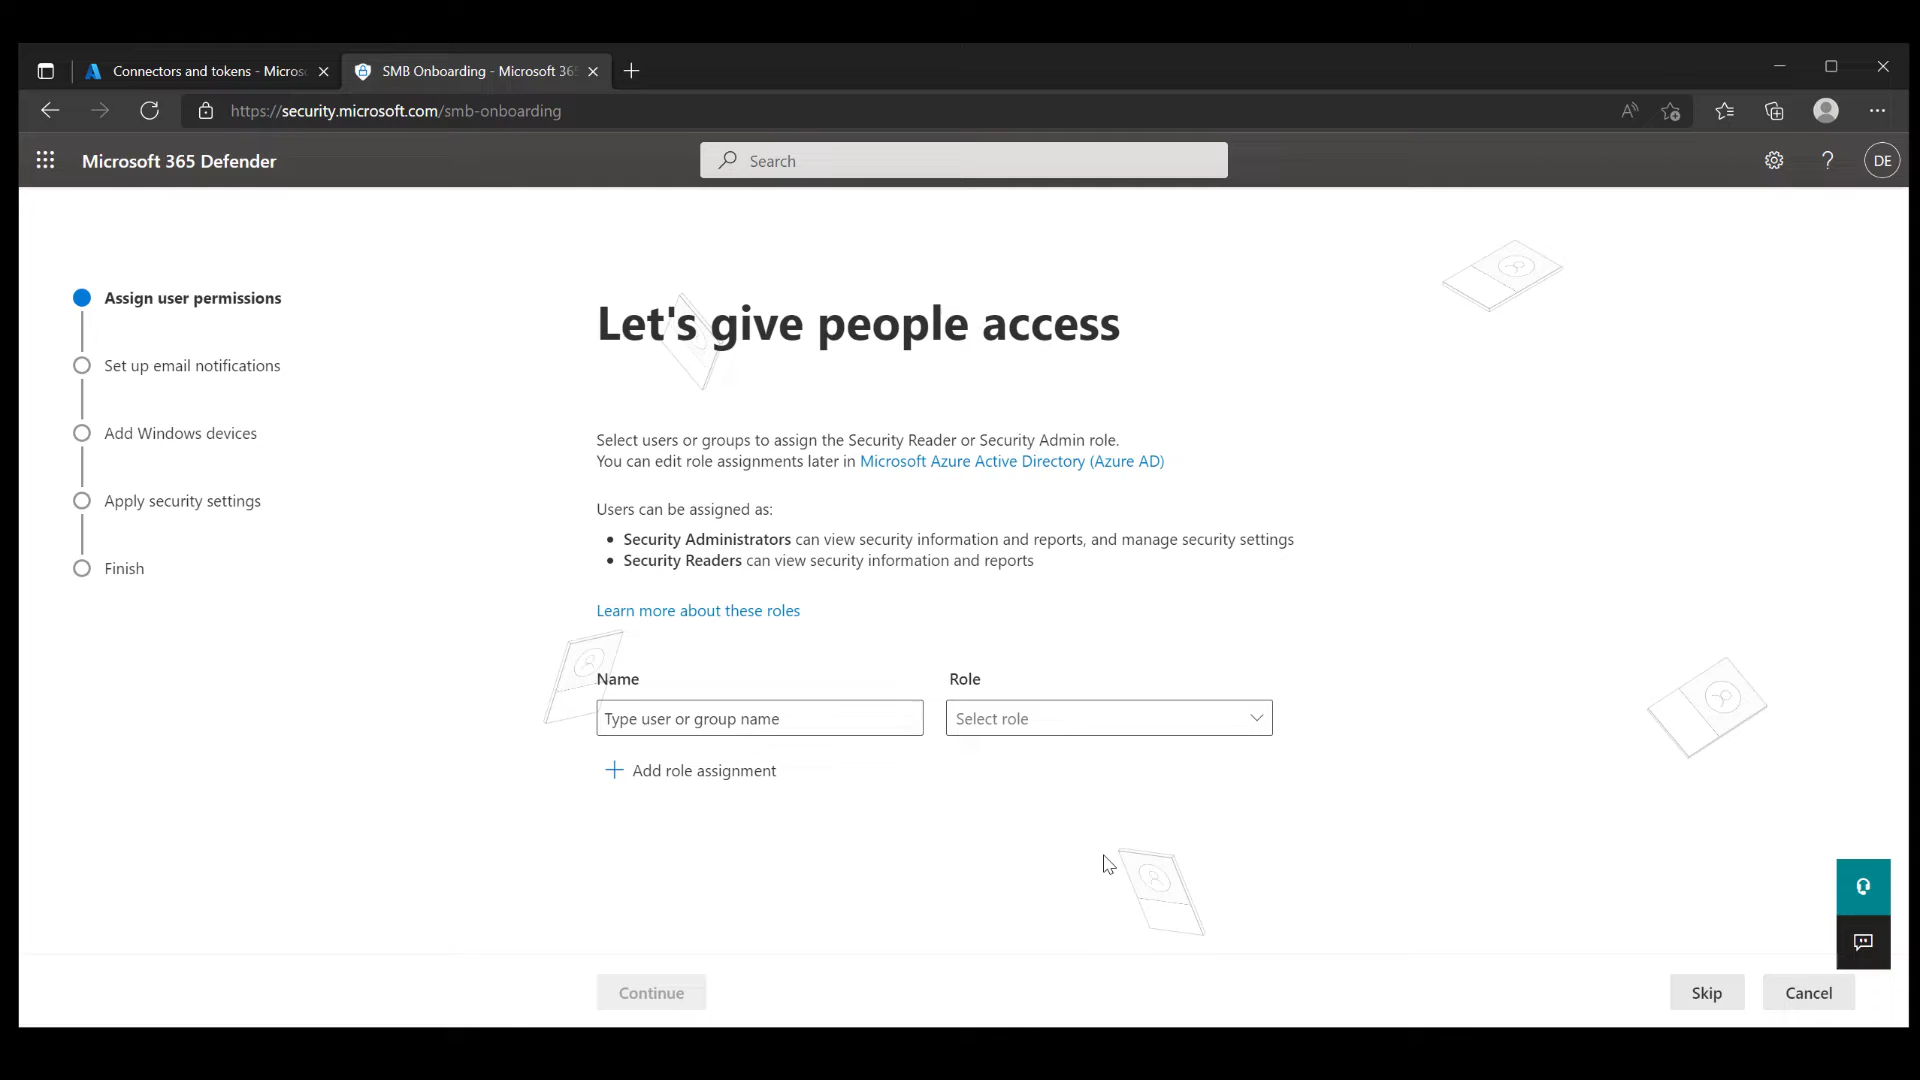 Connectors and tokens - Micros
SMB Onboarding - Microsoft 365
https://security.microsoft.com/smb-onboarding
Microsoft 365 Defender
Search
?
DE
Assign user permissions
Set up email notifications
Add Windows devices
Apply security settings
Finish
Let's give people access
Select users or groups to assign the Security Reader or Security Admin role.
You can edit role assignments later in Microsoft Azure Active Directory (Azure AD)
Users can be assigned as:
• Security Administrators can view security information and reports, and manage security settings
• Security Readers can view security information and reports
Learn more about these roles
Name
Role
Type user or group name
Select role
Add role assignment
Continue
Skip
Cancel